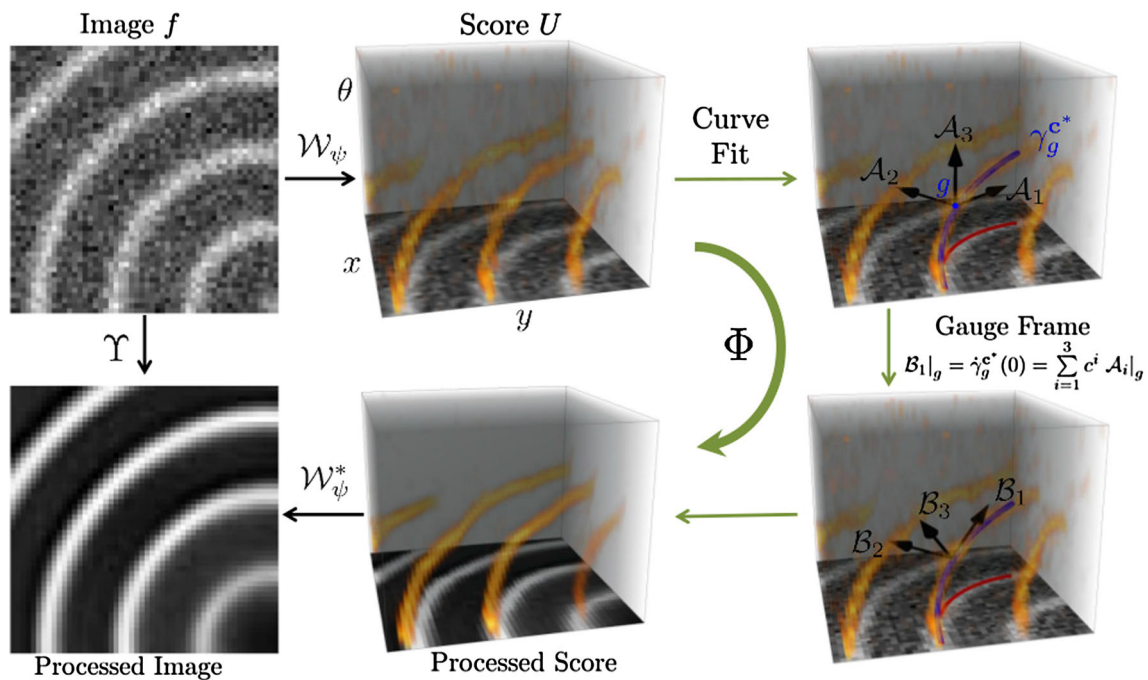 Image f
Score U
θ
x
y
𝒲_ψ
Curve
Fit
𝒜_3
γ_g^{c*}
𝒜_2
g
𝒜_1
Υ
Φ
Gauge Frame
ℬ_1|_g = γ̇_g^{c*}(0) = ∑_{i=1}^{3} c^i 𝒜_i|_g
𝒲_ψ^*
ℬ_1
ℬ_3
ℬ_2
Processed Image
Processed Score